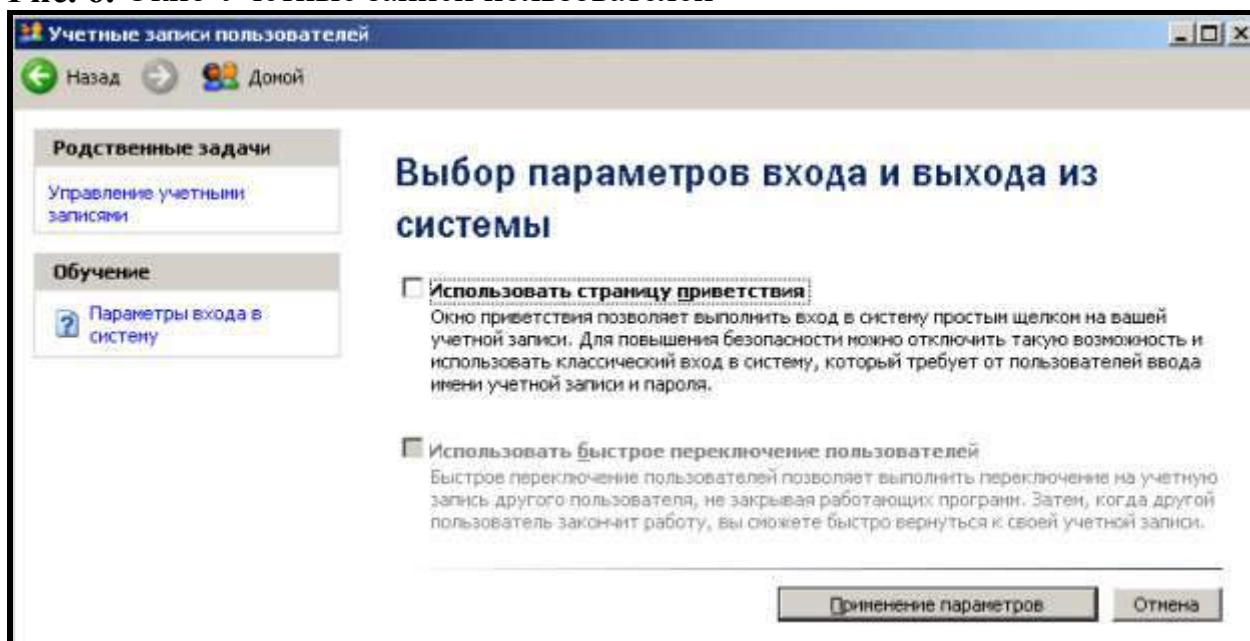 Учетные записи пользователей
Назад
Домой
Родственные задачи
Управление учетными
записями
Обучение
Параметры входа в
систему
Выбор параметров входа и выхода из
системы
Использовать страницу приветствия
Окно приветствия позволяет выполнить вход в систему простым щелчком на вашей
учетной записи. Для повышения безопасности можно отключить такую возможность и
использовать классический вход в систему, который требует от пользователей ввода
имени учетной записи и пароля.
Использовать быстрое переключение пользователей
Быстрое переключение пользователей позволяет выполнить переключение на учетную
запись другого пользователя, не закрывая работающих программ. Затем, когда другой
пользователь закончит работу, вы сможете быстро вернуться к своей учетной записи.
Применение параметров
Отмена